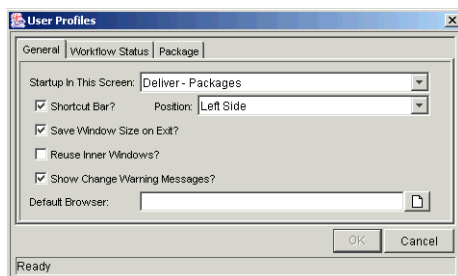 User Profiles
General Workflow Status Package
Startup In This Screen: Deliver - Packages
Shortcut Bar? Position: Left Side
Save Window Size on Exit?
Reuse Inner Windows?
Show Change Warning Messages?
Default Browser:
OK Cancel
Ready